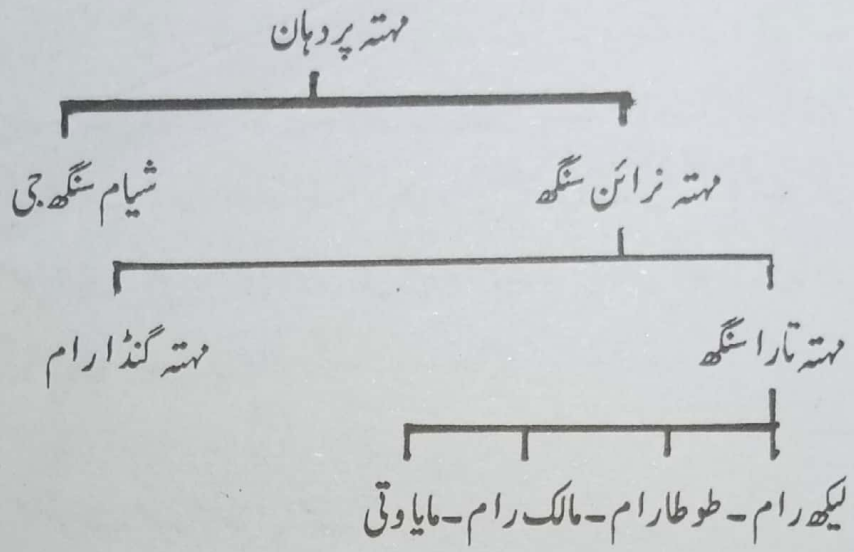 مہتہ پردہان
مہتہ نرائن سنگھ
شیام سنگھ جی
مہتہ تارا سنگھ
مہتہ گنڈا رام
لیکھ رام - طوطا رام - مالک رام - مایا وتی